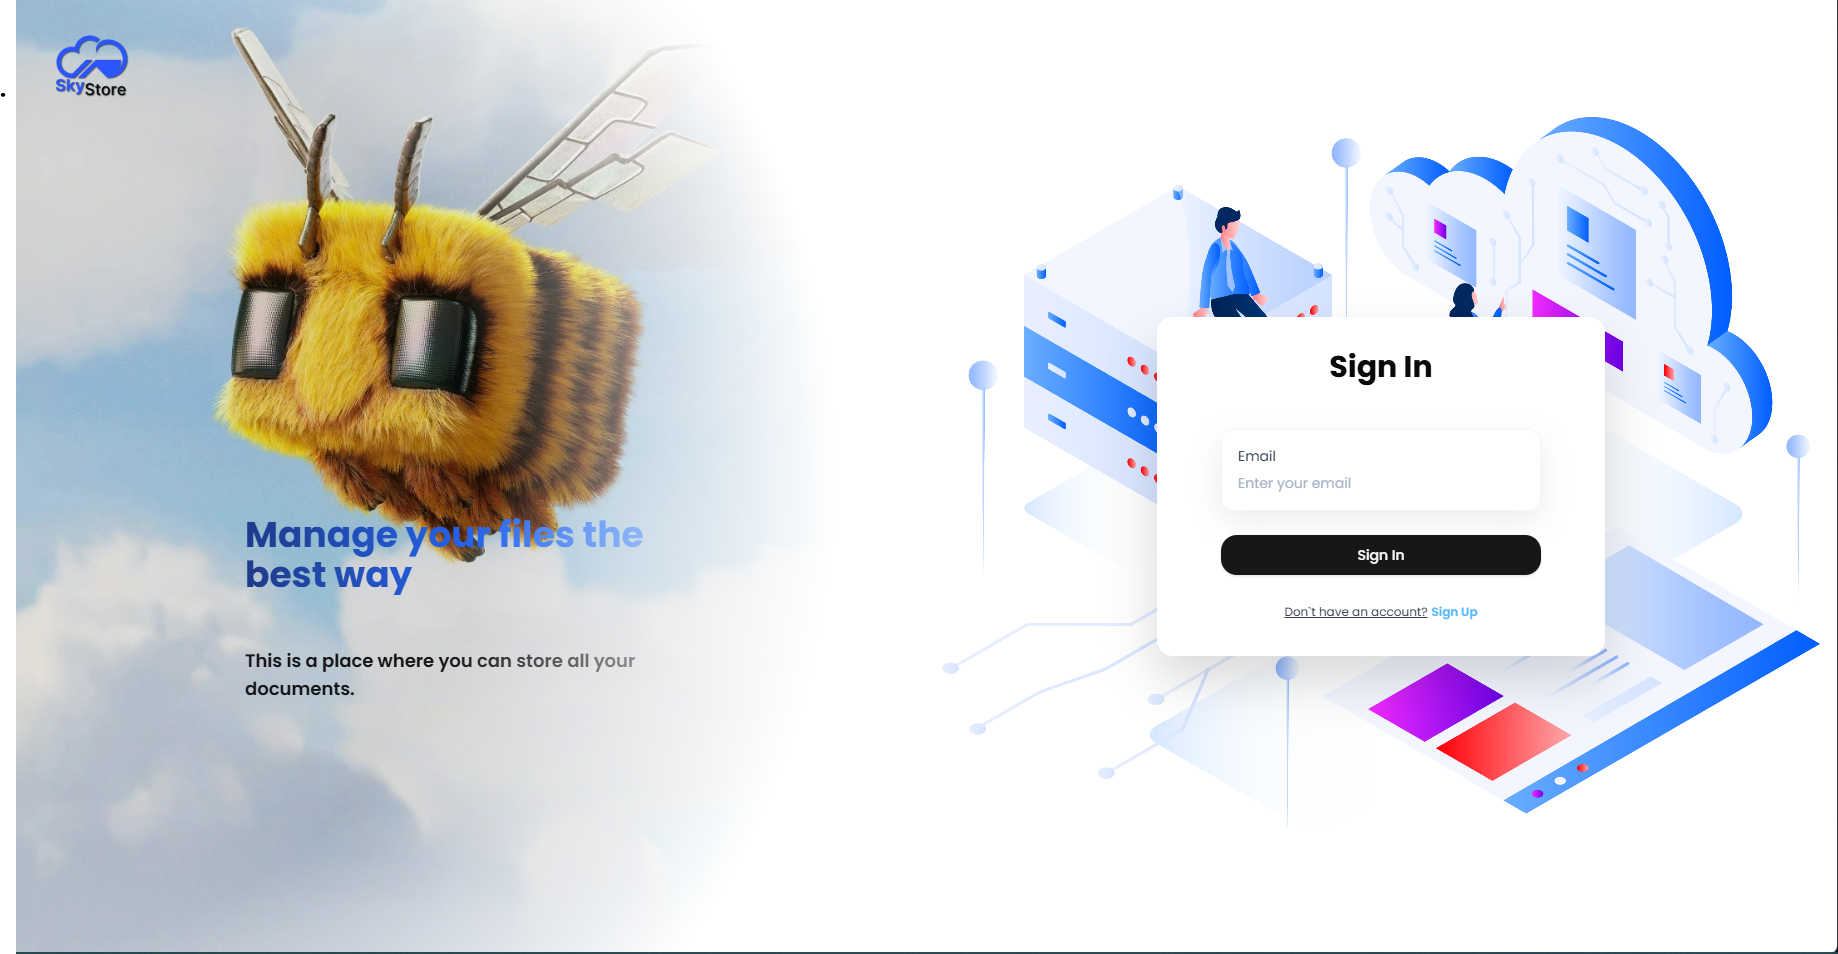 SkyStore
Manage your files the
best way
This is a place where you can store all your
documents.
Sign In
Email
Enter your email
Sign In
Don`t have an account? Sign Up